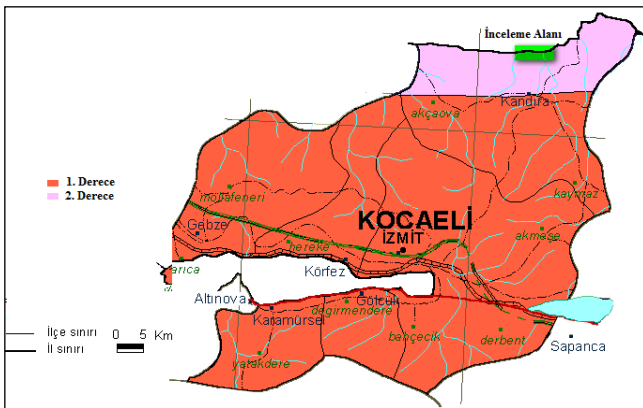 İnceleme Alanı
Kandıra
akçaova
1. Derece
2. Derece
mollafeneri
kaymaz
Gebze
KOCAELİ
İZMİT
akmeşe
hereke
Körfez
arıca
Altınova
Gölcük
değirmendere
Karamürsel
bahçecik
derbent
Sapanca
yalakdere
İlçe sınırı 0 5 Km
İl sınırı